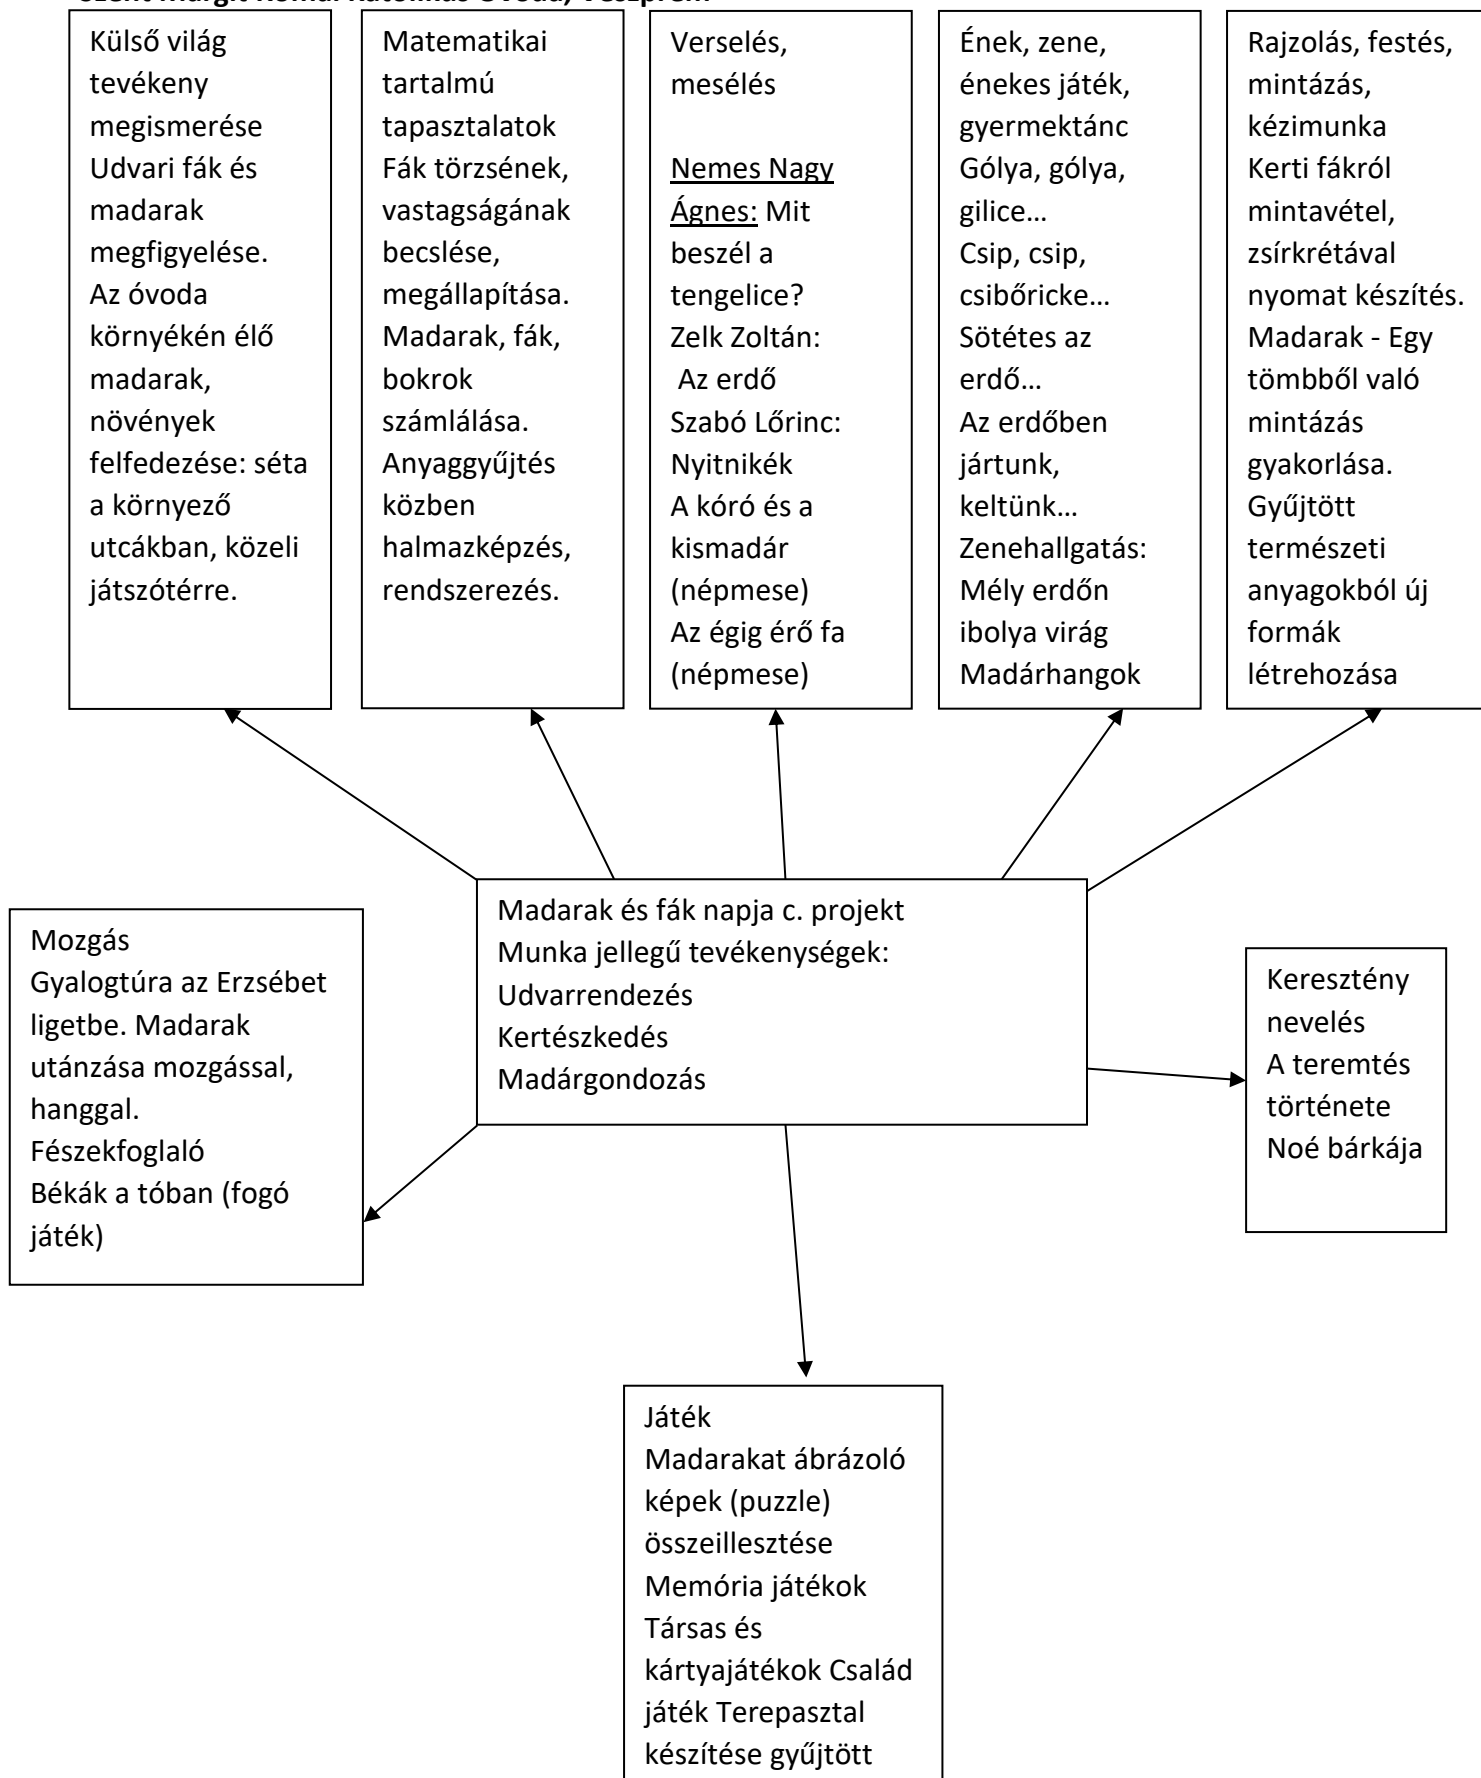 Szent Margit Római Katolikus Óvoda, Veszprém
Külső világ
tevékeny
megismerése
Udvari fák és
madarak
megfigyelése.
Az óvoda
környékén élő
madarak,
növények
felfedezése: séta
a környező
utcákban, közeli
játszótérre.
Matematikai
tartalmú
tapasztalatok
Fák törzsének,
vastagságának
becslése,
megállapítása.
Madarak, fák,
bokrok
számlálása.
Anyaggyűjtés
közben
halmazképzés,
rendszerezés.
Verselés,
mesélés
Nemes Nagy
Ágnes: Mit
beszél a
tengelice?
Zelk Zoltán:
Az erdő
Szabó Lőrinc:
Nyitnikék
A kóró és a
kismadár
(népmese)
Az égig érő fa
(népmese)
Ének, zene,
énekes játék,
gyermektánc
Gólya, gólya,
gilice…
Csip, csip,
csibőricke…
Sötétes az
erdő…
Az erdőben
jártunk,
keltünk…
Zenehallgatás:
Mély erdőn
ibolya virág
Madárhangok
Rajzolás, festés,
mintázás,
kézimunka
Kerti fákról
mintavétel,
zsírkrétával
nyomat készítés.
Madarak - Egy
tömbből való
mintázás
gyakorlása.
Gyűjtött
természeti
anyagokból új
formák
létrehozása
Madarak és fák napja c. projekt
Munka jellegű tevékenységek:
Udvarrendezés
Kertészkedés
Madárgondozás
Mozgás
Gyalogtúra az Erzsébet
ligetbe. Madarak
utánzása mozgással,
hanggal.
Fészekfoglaló
Békák a tóban (fogó
játék)
Keresztény
nevelés
A teremtés
története
Noé bárkája
Játék
Madarakat ábrázoló
képek (puzzle)
összeillesztése
Memória játékok
Társas és
kártyajátékok Család
játék Terepasztal
készítése gyűjtött